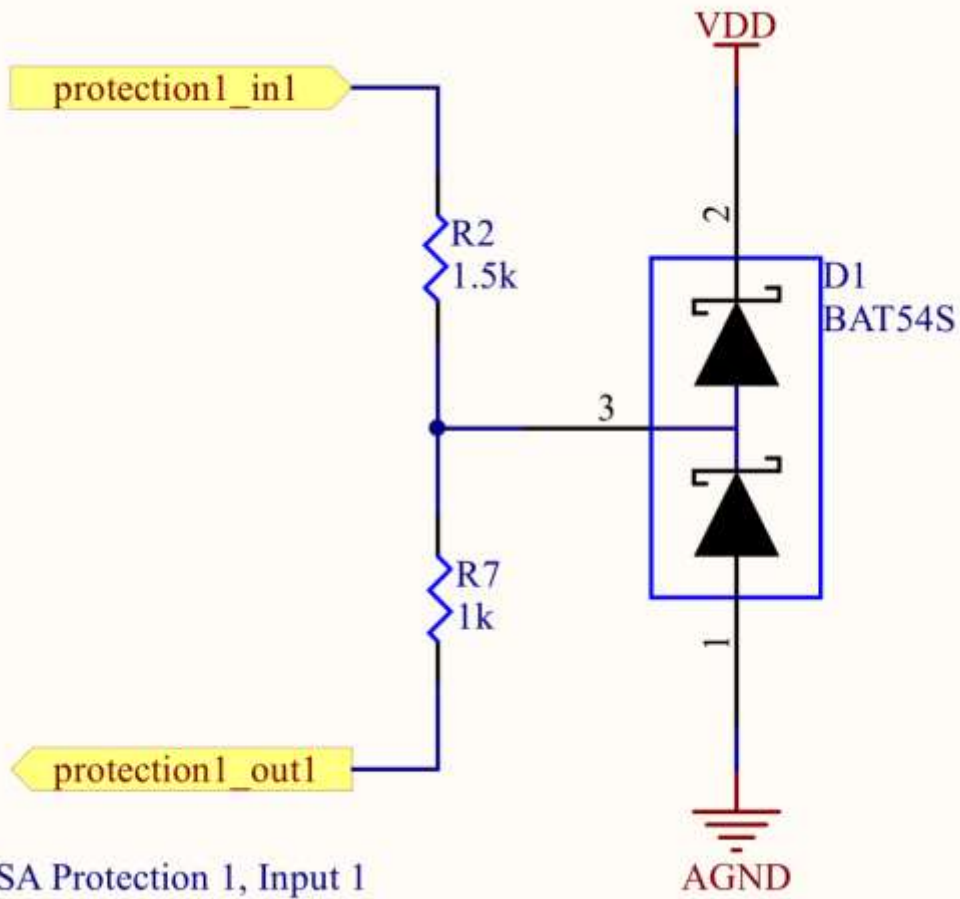 VDD
protection1_in1
2
R2
1.5k
D1
BAT54S
3
R7
1k
1
protection1_out1
SA Protection 1, Input 1
AGND